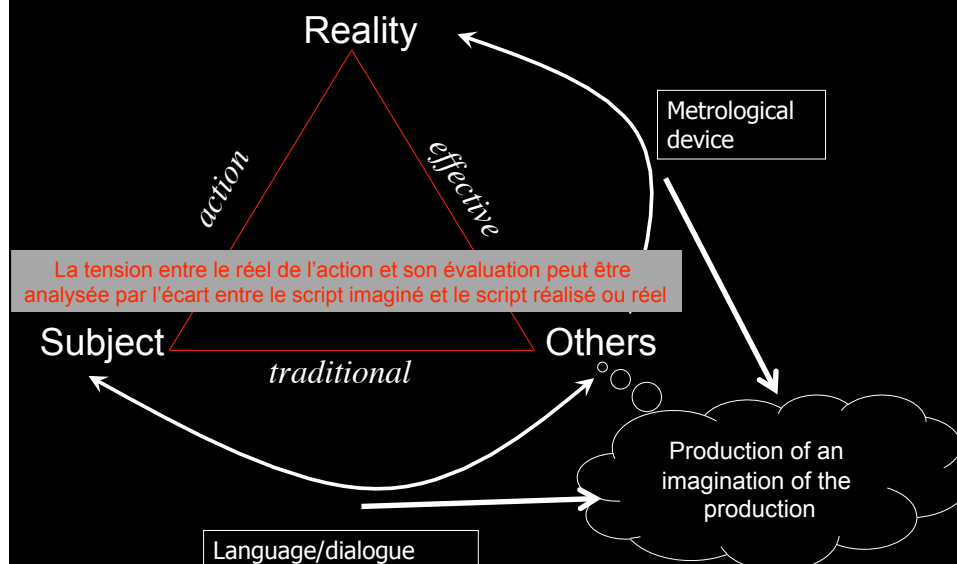 Reality
Metrological
device
action
effective
La tension entre le réel de l’action et son évaluation peut être
analysée par l’écart entre le script imaginé et le script réalisé ou réel
Subject
Others
traditional
Production of an
imagination of the
production
Language/dialogue